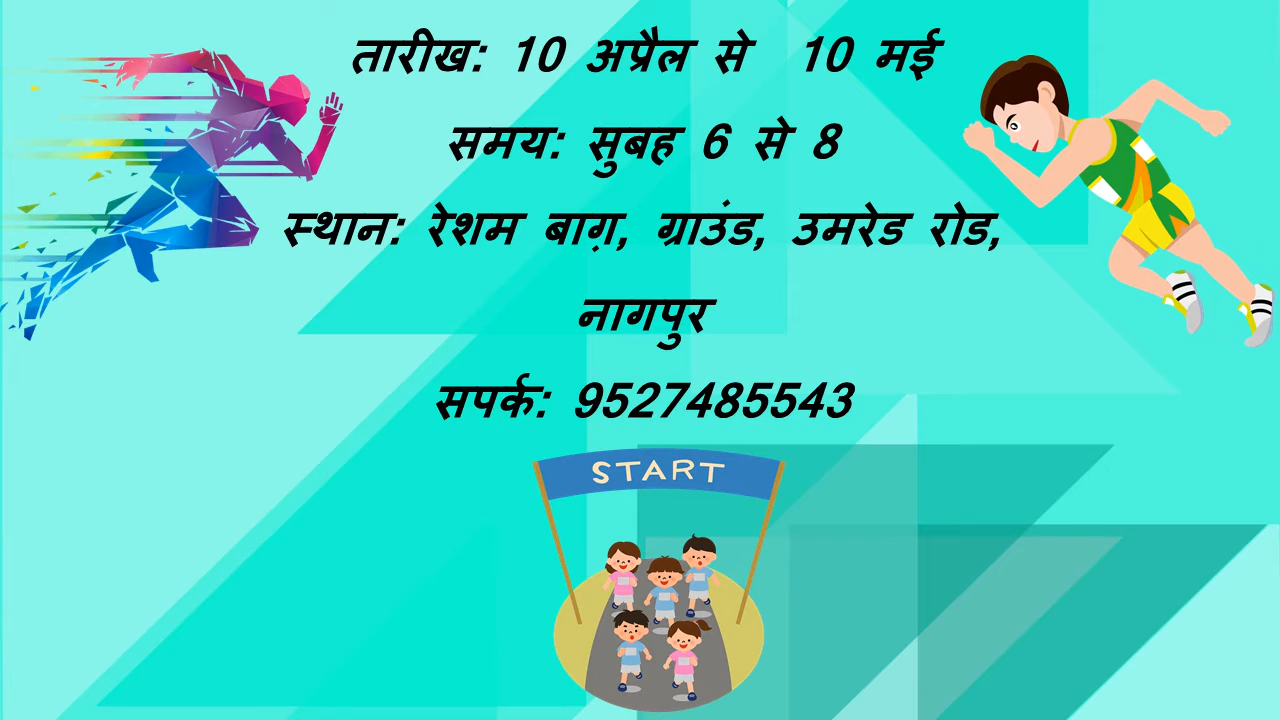 तारीख: 10 अप्रैल से 10 मई
समय: सुबह 6 से 8
स्थान: रेशम बाग़, ग्राउंड, उमरेड रोड,
नागपुर
सपर्क: 9527485543
START